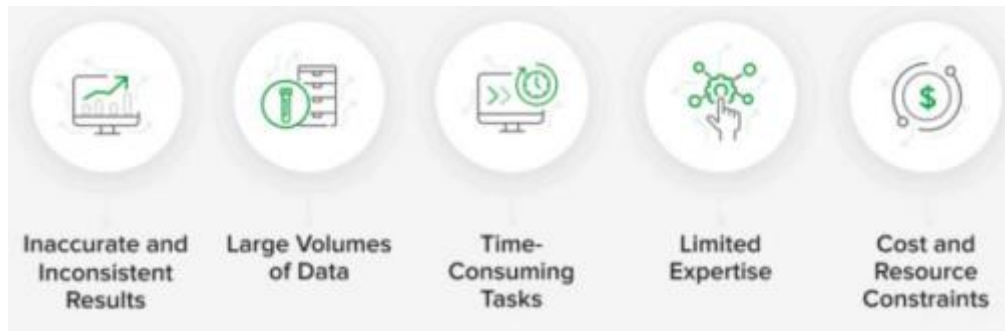 Inaccurate and
Inconsistent
Results
Large Volumes
of Data
Time-
Consuming
Tasks
Limited
Expertise
$
Cost and
Resource
Constraints